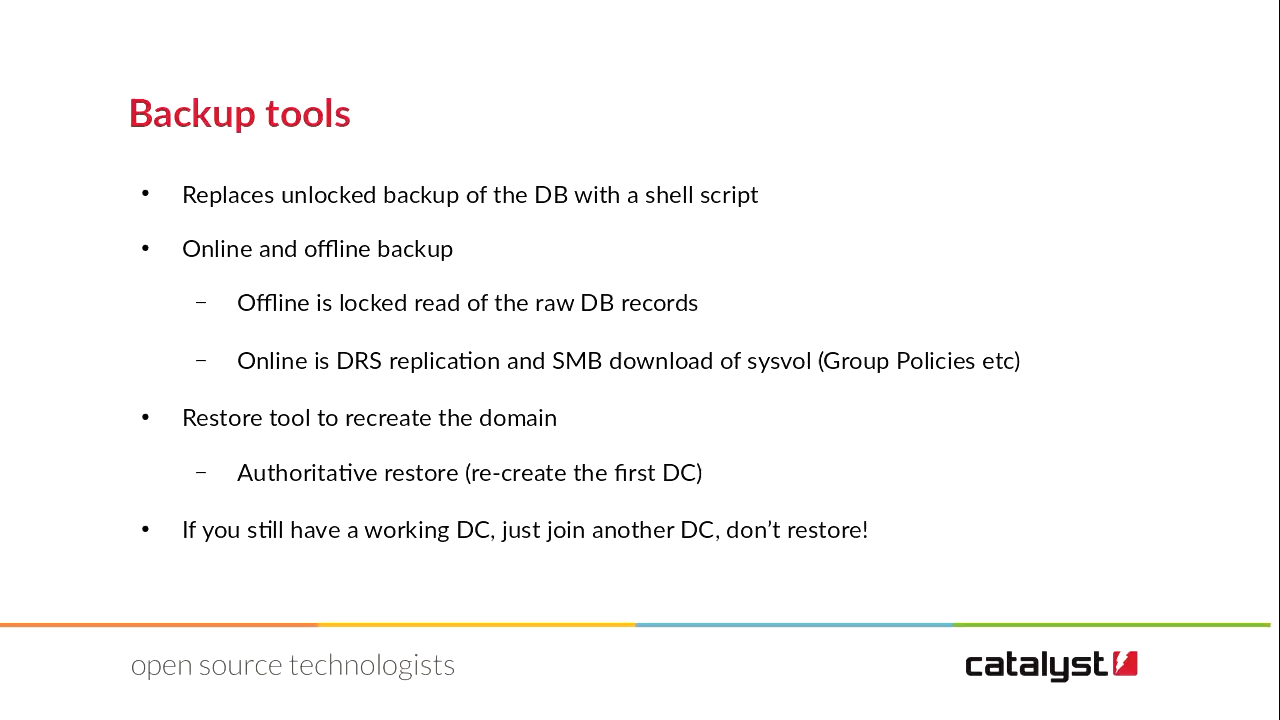 Backup tools
• Replaces unlocked backup of the DB with a shell script
• Online and offline backup
– Offline is locked read of the raw DB records
– Online is DRS replication and SMB download of sysvol (Group Policies etc)
• Restore tool to recreate the domain
– Authoritative restore (re-create the first DC)
• If you still have a working DC, just join another DC, don’t restore!
open source technologists
catalyst